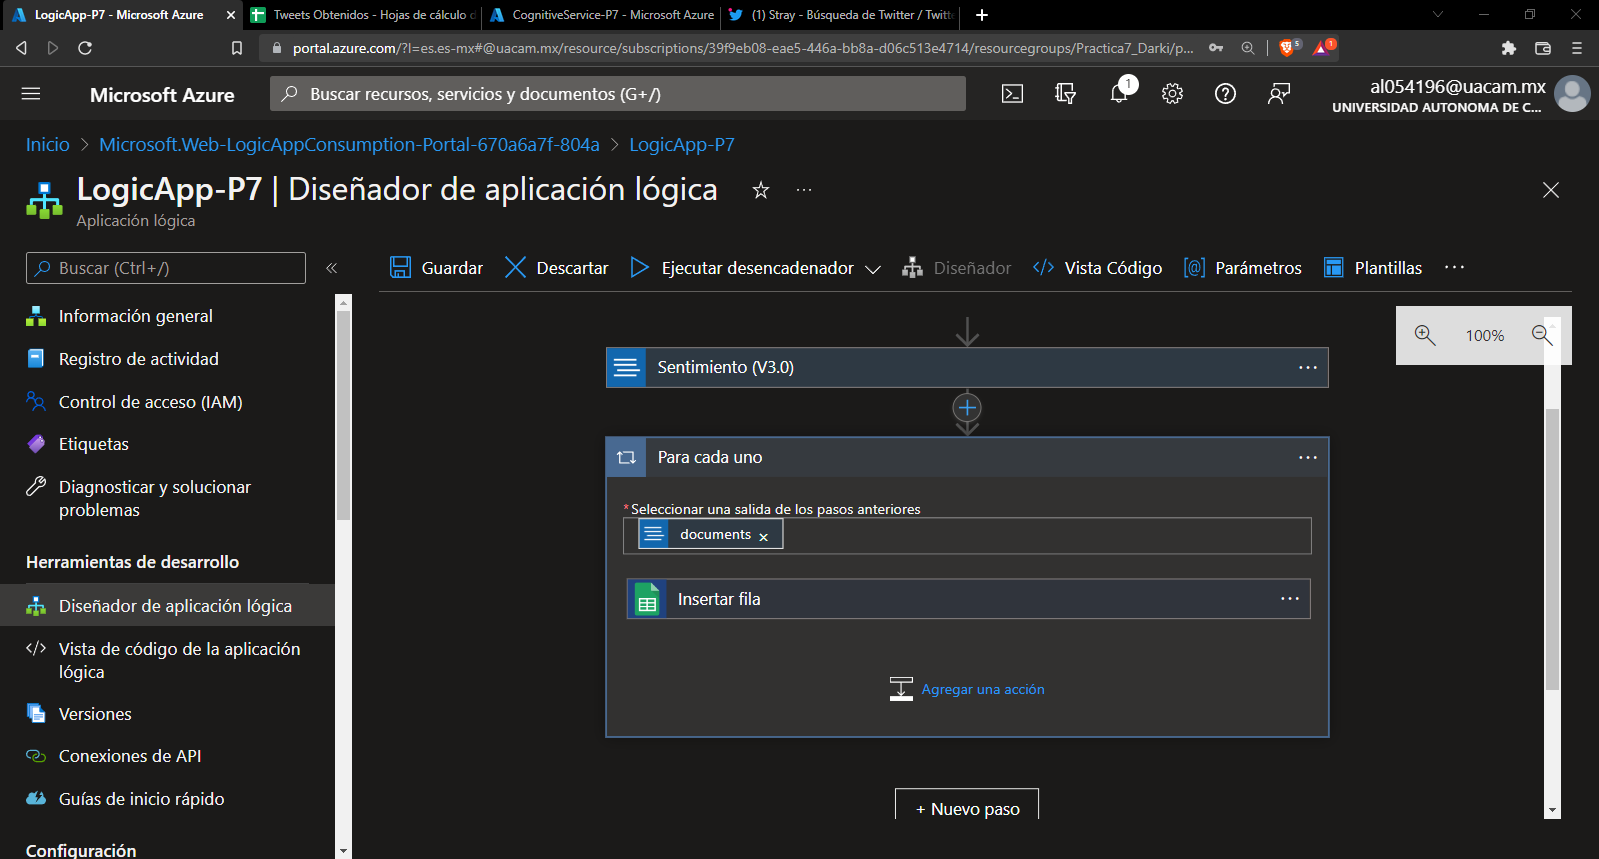 LogicApp-P7 - Microsoft Azure
Tweets Obtenidos - Hojas de cálculo d
CognitiveService-P7 - Microsoft Azure
(1) Stray - Búsqueda de Twitter / Twitte
portal.azure.com/?l=es.es-mx#@uacam.mx/resource/subscriptions/39f9eb08-eae5-446a-bb8a-d06c513e4714/resourcegroups/Practica7_Darki/p...
5
1
Microsoft Azure
Buscar recursos, servicios y documentos (G+/)
1
al054196@uacam.mx
UNIVERSIDAD AUTONOMA DE C...
Inicio > Microsoft.Web-LogicAppConsumption-Portal-670a6a7f-804a > LogicApp-P7
LogicApp-P7 | Diseñador de aplicación lógica
Aplicación lógica
Buscar (Ctrl+/)
Guardar
Descartar
Ejecutar desencadenador
Diseñador
Vista Código
Parámetros
Plantillas
Información general
Registro de actividad
Control de acceso (IAM)
Etiquetas
Diagnosticar y solucionar
problemas
Herramientas de desarrollo
Diseñador de aplicación lógica
Vista de código de la aplicación
lógica
Versiones
Conexiones de API
Guías de inicio rápido
Configuración
100%
Sentimiento (V3.0)
Para cada uno
*Seleccionar una salida de los pasos anteriores
documents
Insertar fila
Agregar una acción
+ Nuevo paso